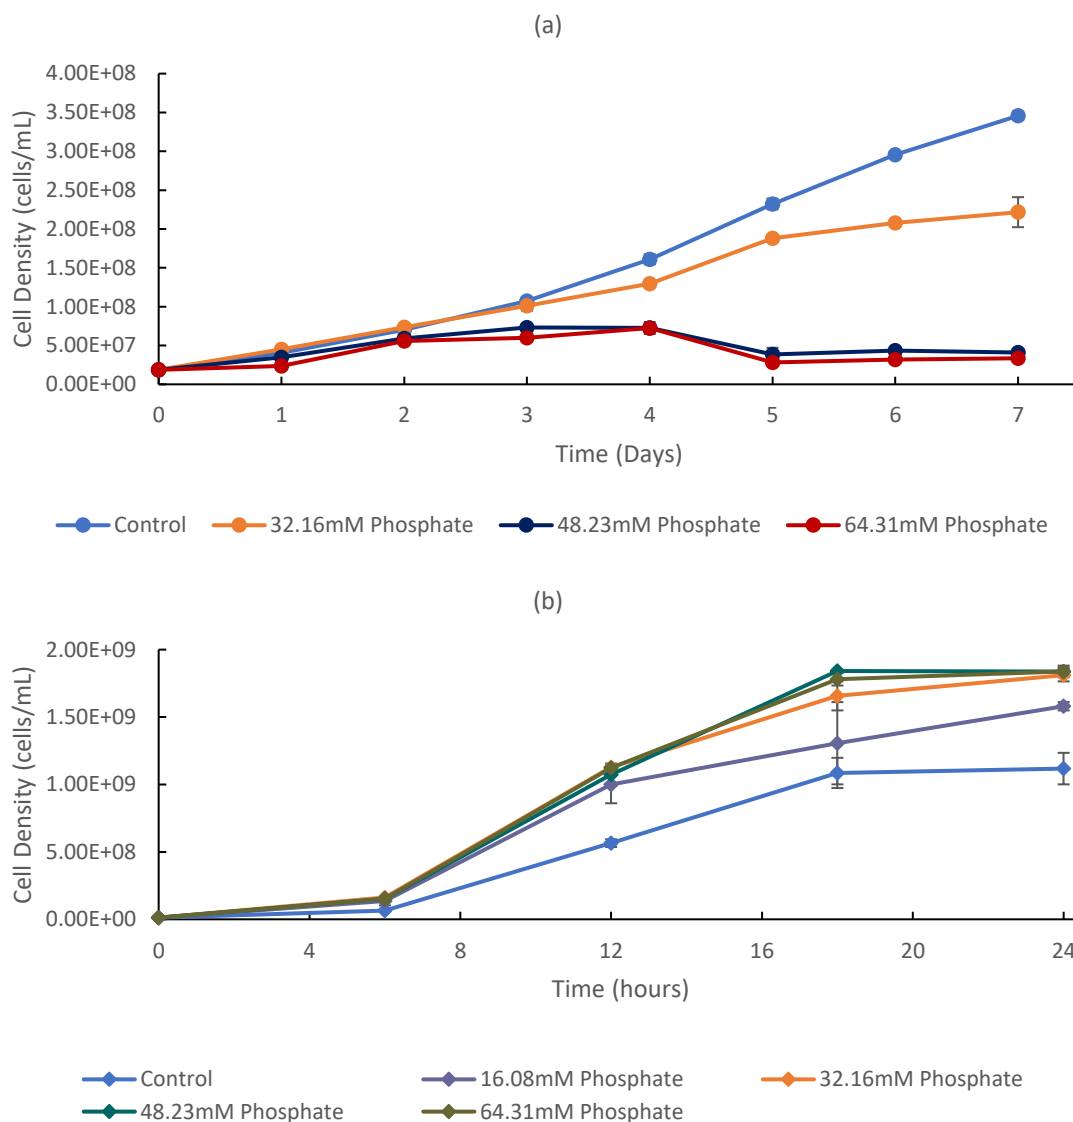 (a)
Cell Density (cells/mL)
4.00E+08
3.50E+08
3.00E+08
2.50E+08
2.00E+08
1.50E+08
1.00E+08
5.00E+07
0.00E+00
0 1 2 3 4 5 6 7
Time (Days)
Control 32.16mM Phosphate 48.23mM Phosphate 64.31mM Phosphate
(b)
Cell Density (cells/mL)
2.00E+09
1.50E+09
1.00E+09
5.00E+08
0.00E+00
0 4 8 12 16 20 24
Time (hours)
Control 16.08mM Phosphate 32.16mM Phosphate
48.23mM Phosphate 64.31mM Phosphate